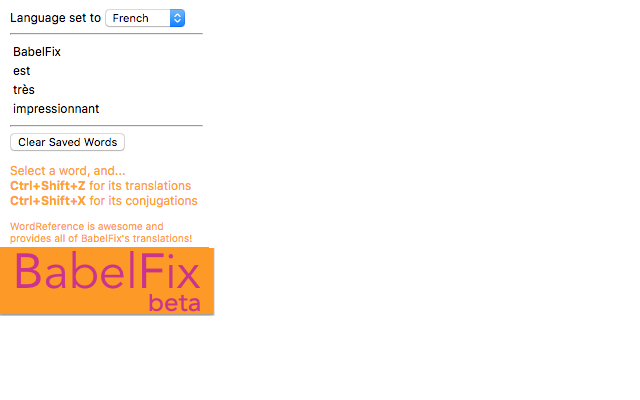 Language set to French
BabelFix
est
très
impressionnant
Clear Saved Words
Select a word, and...
Ctrl+Shift+Z for its translations
Ctrl+Shift+X for its conjugations
WordReference is awesome and
provides all of BabelFix's translations!
BabelFix
beta